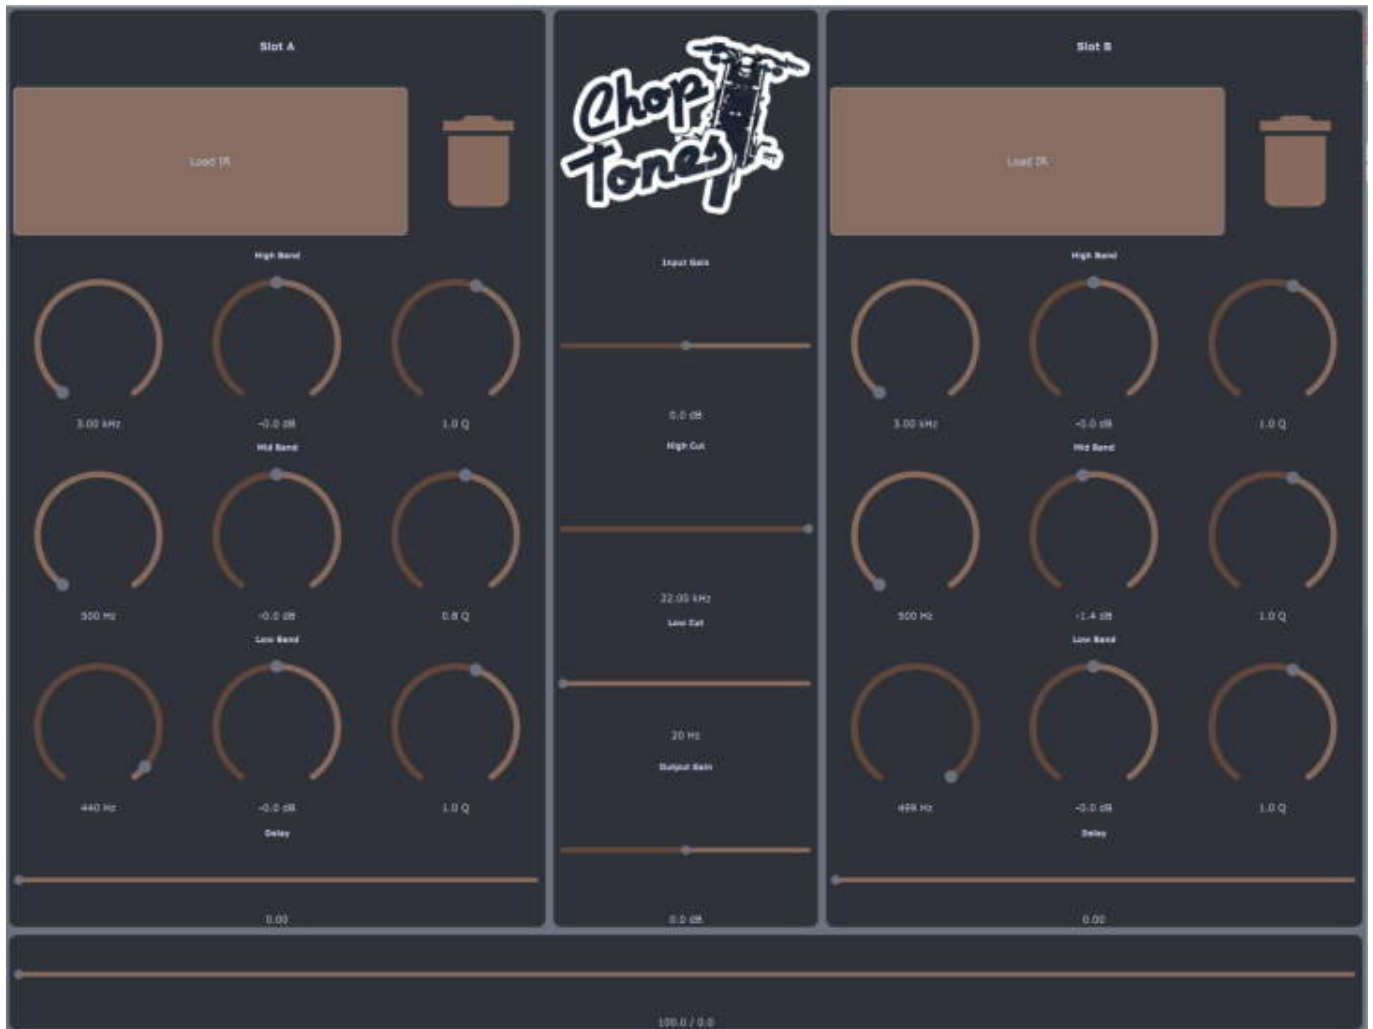 Slot A
Load IR
High Band
3.00 kHz
-0.0 dB
1.0 Q
Mid Band
500 Hz
-0.0 dB
0.8 Q
Low Band
440 Hz
-0.0 dB
1.0 Q
Delay
0.00
Chop
Tones
Input Gain
0.0 dB
High Cut
22.00 kHz
Low Cut
20 Hz
Output Gain
0.0 dB
Slot B
Load IR
High Band
3.00 kHz
-0.0 dB
1.0 Q
Mid Band
500 Hz
-1.4 dB
1.0 Q
Low Band
499 Hz
-0.0 dB
1.0 Q
Delay
0.00
100.0 / 0.0